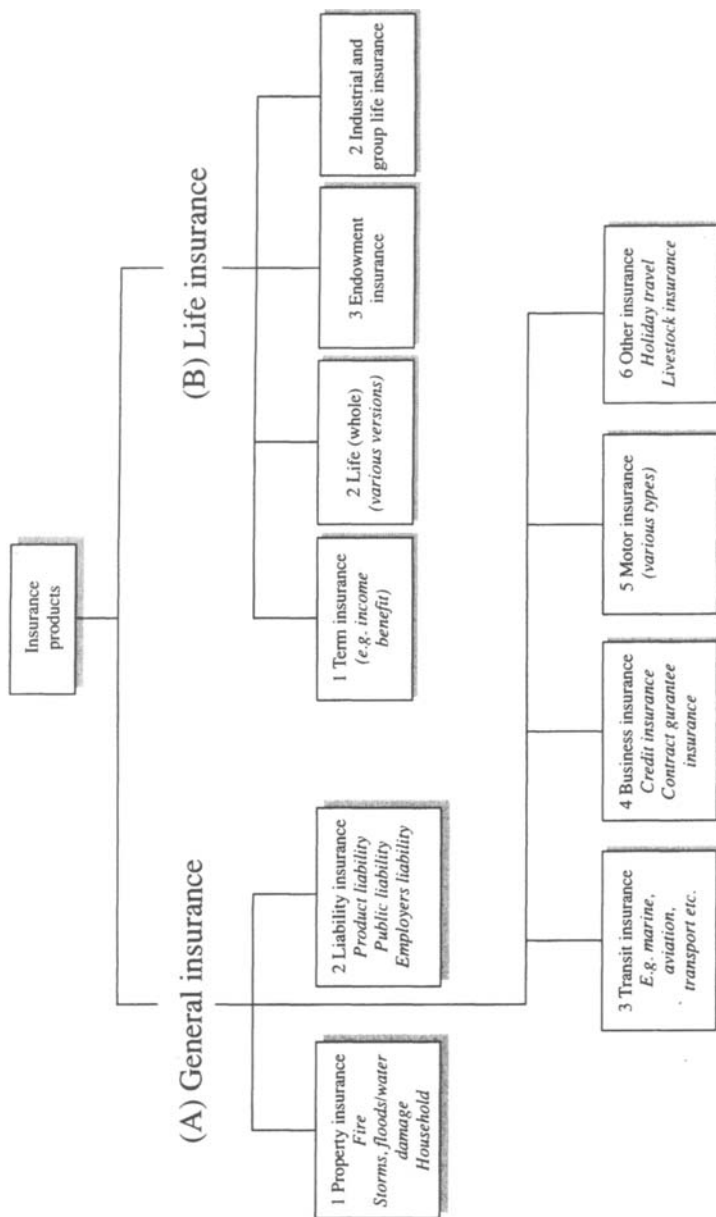 Insurance
products
(A) General insurance
(B) Life insurance
1 Property insurance
Fire
Storms, floods/water
damage
Household
2 Liability insurance
Product liability
Public liability
Employers liability
1 Term insurance
(e.g. income
benefit)
2 Life (whole)
(various versions)
3 Endowment
insurance
2 Industrial and
group life insurance
3 Transit insurance
E.g. marine,
aviation,
transport etc.
4 Business insurance
Credit insurance
Contract gurantee
insurance
5 Motor insurance
(various types)
6 Other insurance
Holiday travel
Livestock insurance